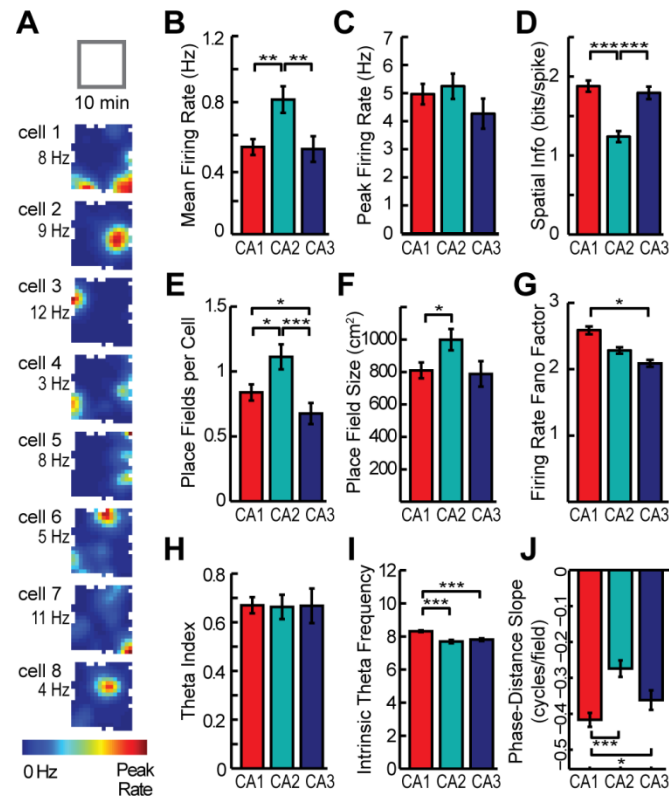 A
10 min
cell 1
8 Hz
cell 2
9 Hz
cell 3
12 Hz
cell 4
3 Hz
cell 5
8 Hz
cell 6
5 Hz
cell 7
11 Hz
cell 8
4 Hz
0 Hz
Peak
Rate
B
Mean Firing Rate (Hz)
1.2
0.8
0.4
0
** **
CA1 CA2 CA3
C
Peak Firing Rate (Hz)
7
6
5
4
3
2
1
0
CA1 CA2 CA3
D
Spatial Info (bits/spike)
2
1
0
*** ***
CA1 CA2 CA3
E
Place Fields per Cell
1.5
1
0.5
0
*
* ***
CA1 CA2 CA3
F
Place Field Size (cm²)
1000
800
600
400
200
*
CA1 CA2 CA3
G
Firing Rate Fano Factor
3
2
*
CA1 CA2 CA3
H
Theta Index
0.8
0.6
0.4
0.2
0
CA1 CA2 CA3
I
Intrinsic Theta Frequency
12
10
8
6
4
2
0
***
***
CA1 CA2 CA3
J
Phase-Distance Slope
(cycles/field)
0
−0.1
−0.2
−0.3
−0.4
−0.5
***
*
CA1 CA2 CA3